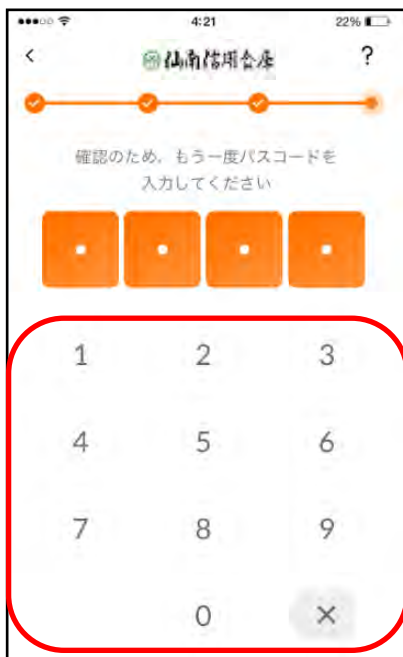 4:21
22%
<
仙南信用金庫
?
確認のため、もう一度パスコードを
入力してください
1 2 3
4 5 6
7 8 9
0 ×